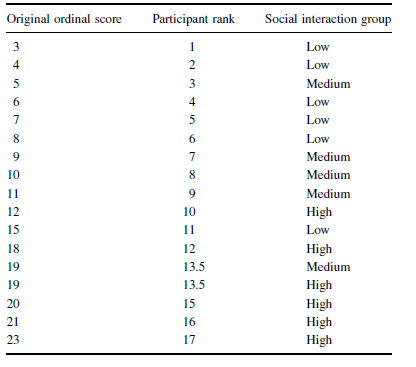 Original ordinal score Participant rank Social interaction group
3 1 Low
4 2 Low
5 3 Medium
6 4 Low
7 5 Low
8 6 Low
9 7 Medium
10 8 Medium
11 9 Medium
12 10 High
15 11 Low
18 12 High
19 13.5 Medium
19 13.5 High
20 15 High
21 16 High
23 17 High